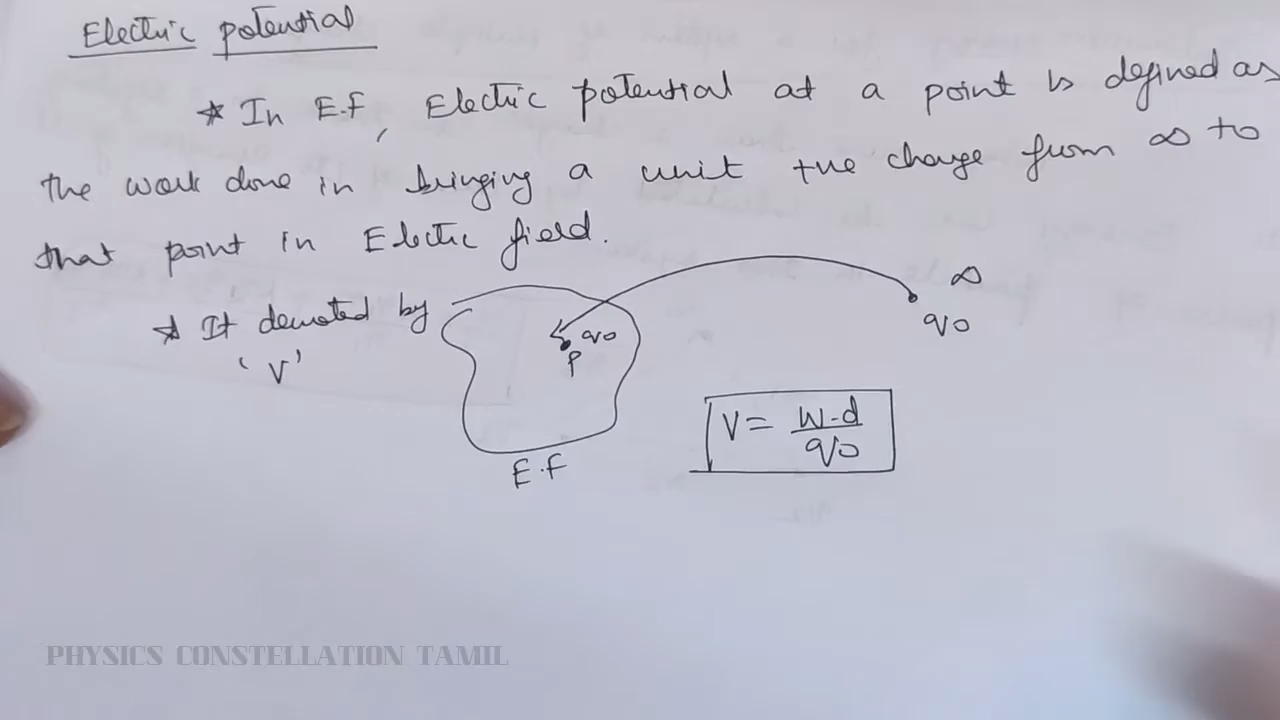 Electric potential
* In E.F, Electric potential at a point is defined as
the work done in bringing a unit +ve charge from ∞ to
that point in Electric field.
* It denoted by
'V'
∞
q0
q0
P
V = W.d / q0
E.F
PHYSICS CONSTELLATION TAMIL